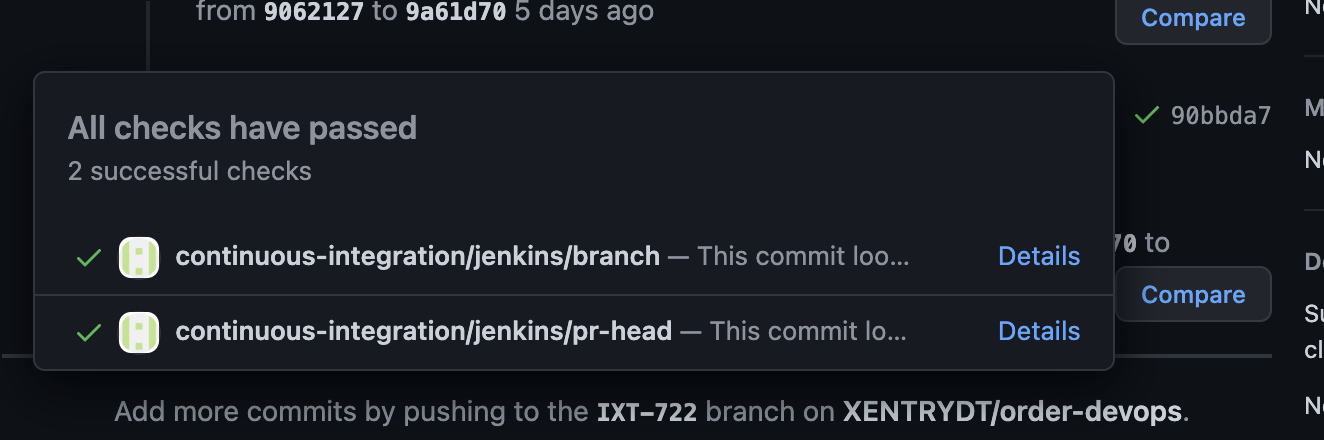 from 9062127 to 9a61d70 5 days ago
Compare
All checks have passed
2 successful checks
90bbda7
continuous-integration/jenkins/branch — This commit loo... Details
70 to
continuous-integration/jenkins/pr-head — This commit lo... Details
Compare
Add more commits by pushing to the IXT-722 branch on XENTRYDT/order-devops.